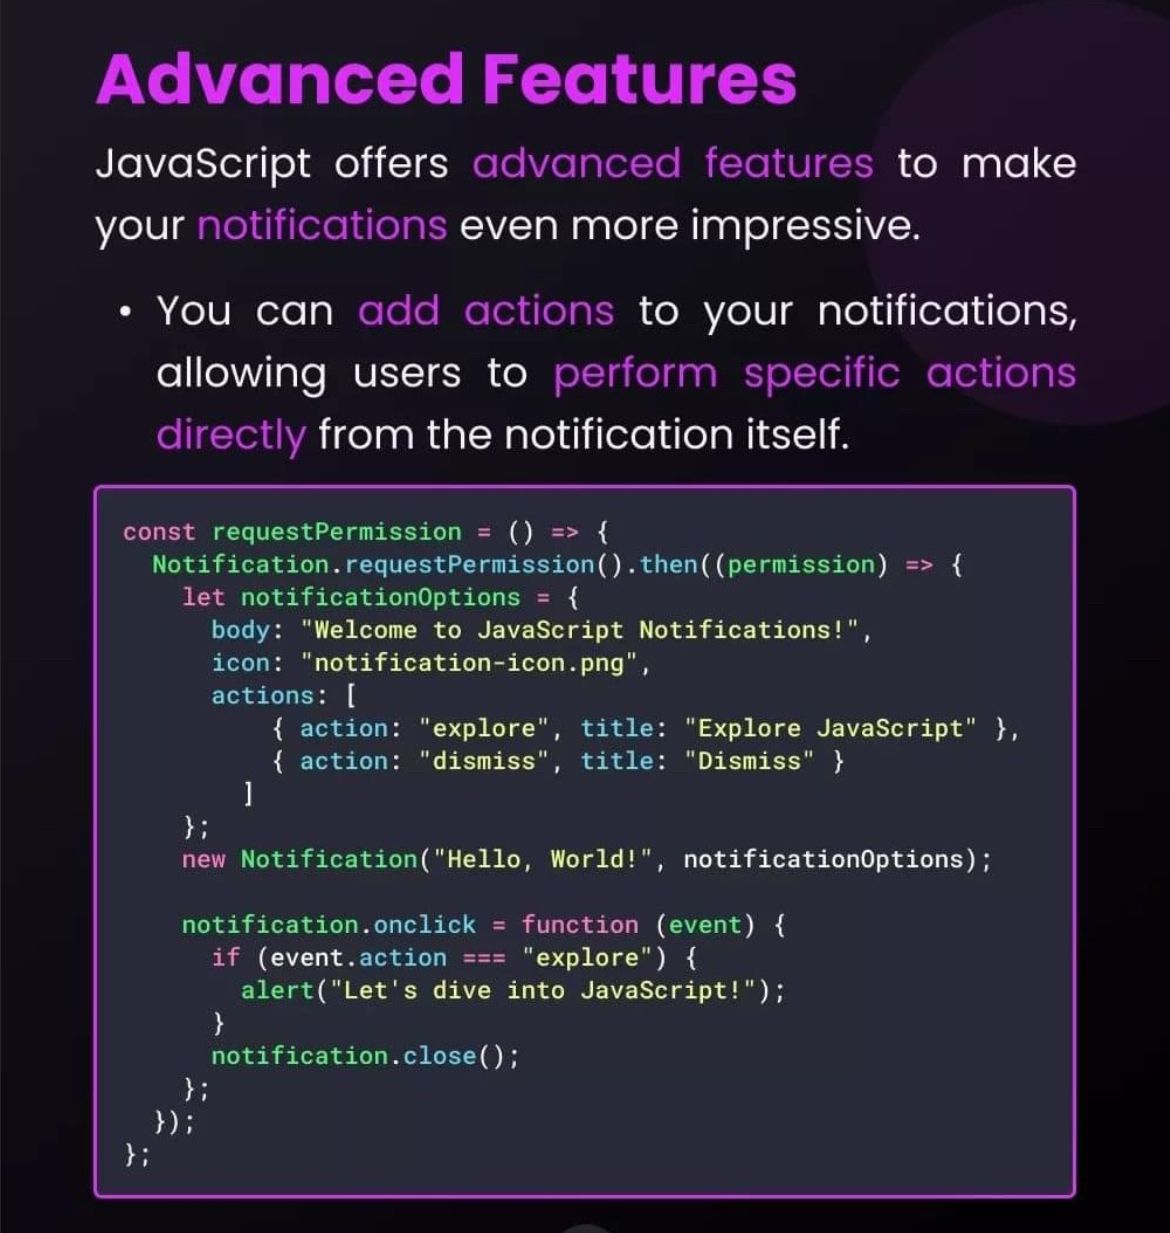 Advanced Features
JavaScript offers advanced features to make
your notifications even more impressive.
• You can add actions to your notifications,
allowing users to perform specific actions
directly from the notification itself.
const requestPermission = () => {
  Notification.requestPermission().then((permission) => {
    let notificationOptions = {
      body: "Welcome to JavaScript Notifications!",
      icon: "notification-icon.png",
      actions: [
          { action: "explore", title: "Explore JavaScript" },
          { action: "dismiss", title: "Dismiss" }
        ]
    };
    new Notification("Hello, World!", notificationOptions);

    notification.onclick = function (event) {
      if (event.action === "explore") {
        alert("Let's dive into JavaScript!");
      }
      notification.close();
    };
  });
};